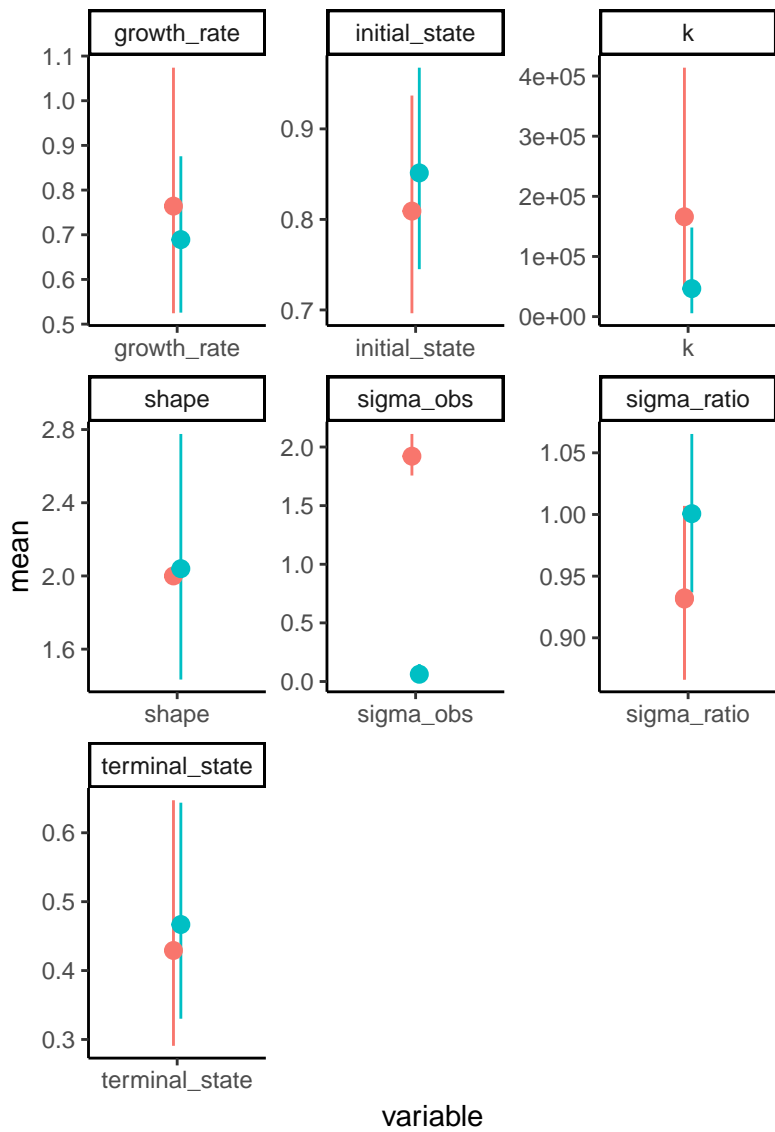 growth_rate
initial_state
k
1.1
1.0
0.9
0.8
0.7
0.6
0.5
0.9
0.8
0.7
4e+05
3e+05
2e+05
1e+05
0e+00
growth_rate
initial_state
k
shape
sigma_obs
sigma_ratio
2.8
2.4
2.0
1.6
2.0
1.5
1.0
0.5
0.0
1.05
1.00
0.95
0.90
shape
sigma_obs
sigma_ratio
mean
terminal_state
0.6
0.5
0.4
0.3
terminal_state
variable